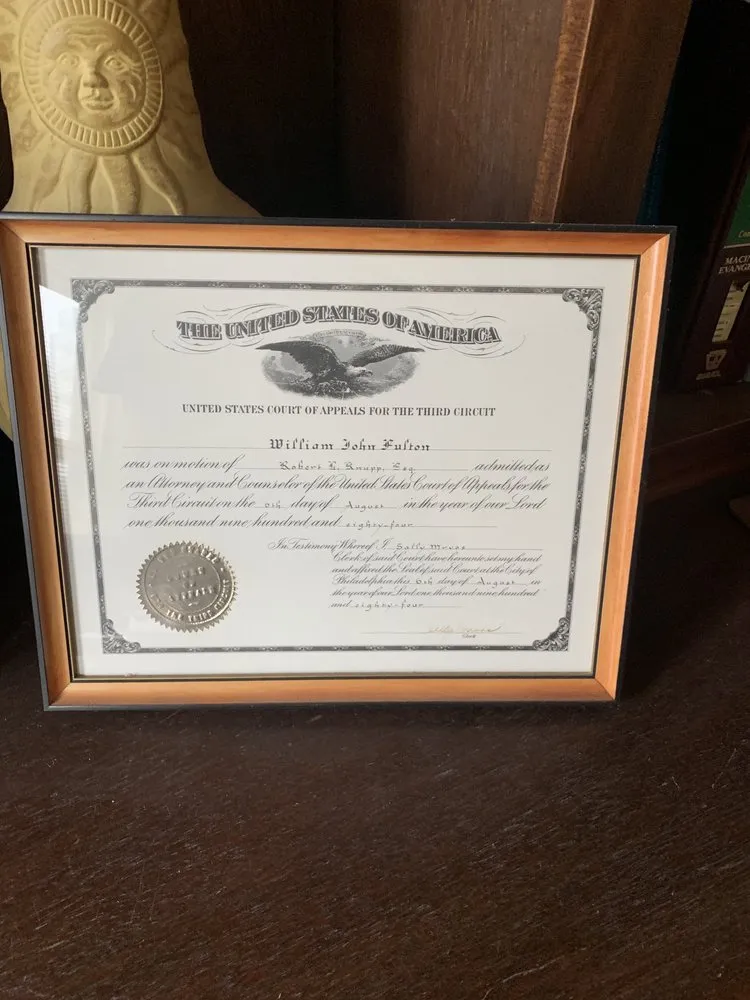 THE UNITED STATES OF AMERICA
UNITED STATES COURT OF APPEALS FOR THE THIRD CIRCUIT
William John Fulton
was on motion of Robert E. Knupp, Esq. admitted as
an Attorney and Counselor of the United States Court of Appeals for the
Third Circuit on the 6th day of August in the year of our Lord
one thousand nine hundred and eighty-four
In Testimony Whereof I Sally Mrvos
Clerk of said Court have hereunto set my hand
and affixed the Seal of said Court at the City of
Philadelphia this 6th day of August in
the year of our Lord one thousand nine hundred
and eighty-four
Clerk